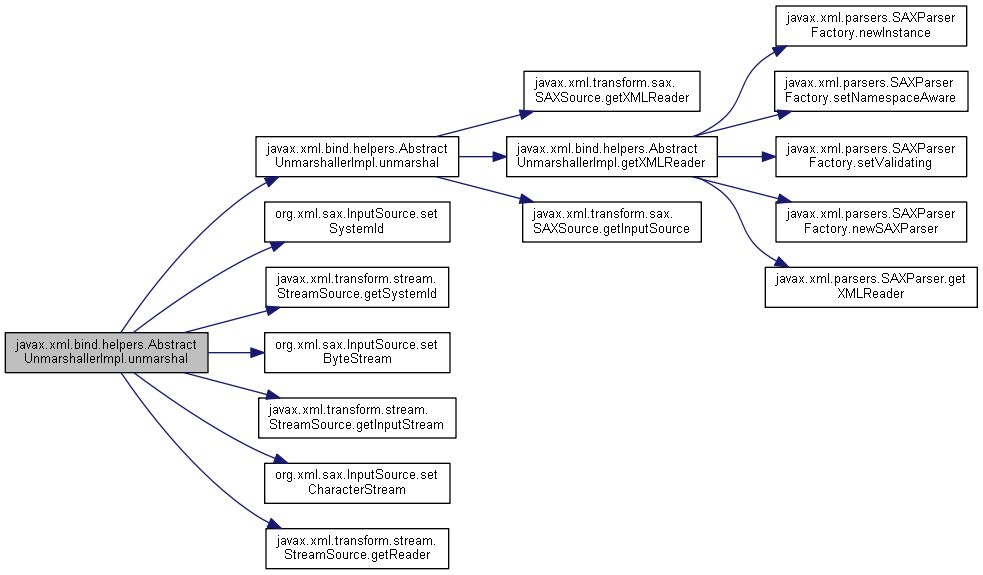 javax.xml.parsers.SAXParser
Factory.newInstance
javax.xml.transform.sax.
SAXSource.getXMLReader
javax.xml.parsers.SAXParser
Factory.setNamespaceAware
javax.xml.bind.helpers.Abstract
UnmarshallerImpl.unmarshal
javax.xml.bind.helpers.Abstract
UnmarshallerImpl.getXMLReader
javax.xml.parsers.SAXParser
Factory.setValidating
org.xml.sax.InputSource.set
SystemId
javax.xml.transform.sax.
SAXSource.getInputSource
javax.xml.parsers.SAXParser
Factory.newSAXParser
javax.xml.transform.stream.
StreamSource.getSystemId
javax.xml.parsers.SAXParser.get
XMLReader
javax.xml.bind.helpers.Abstract
UnmarshallerImpl.unmarshal
org.xml.sax.InputSource.set
ByteStream
javax.xml.transform.stream.
StreamSource.getInputStream
org.xml.sax.InputSource.set
CharacterStream
javax.xml.transform.stream.
StreamSource.getReader